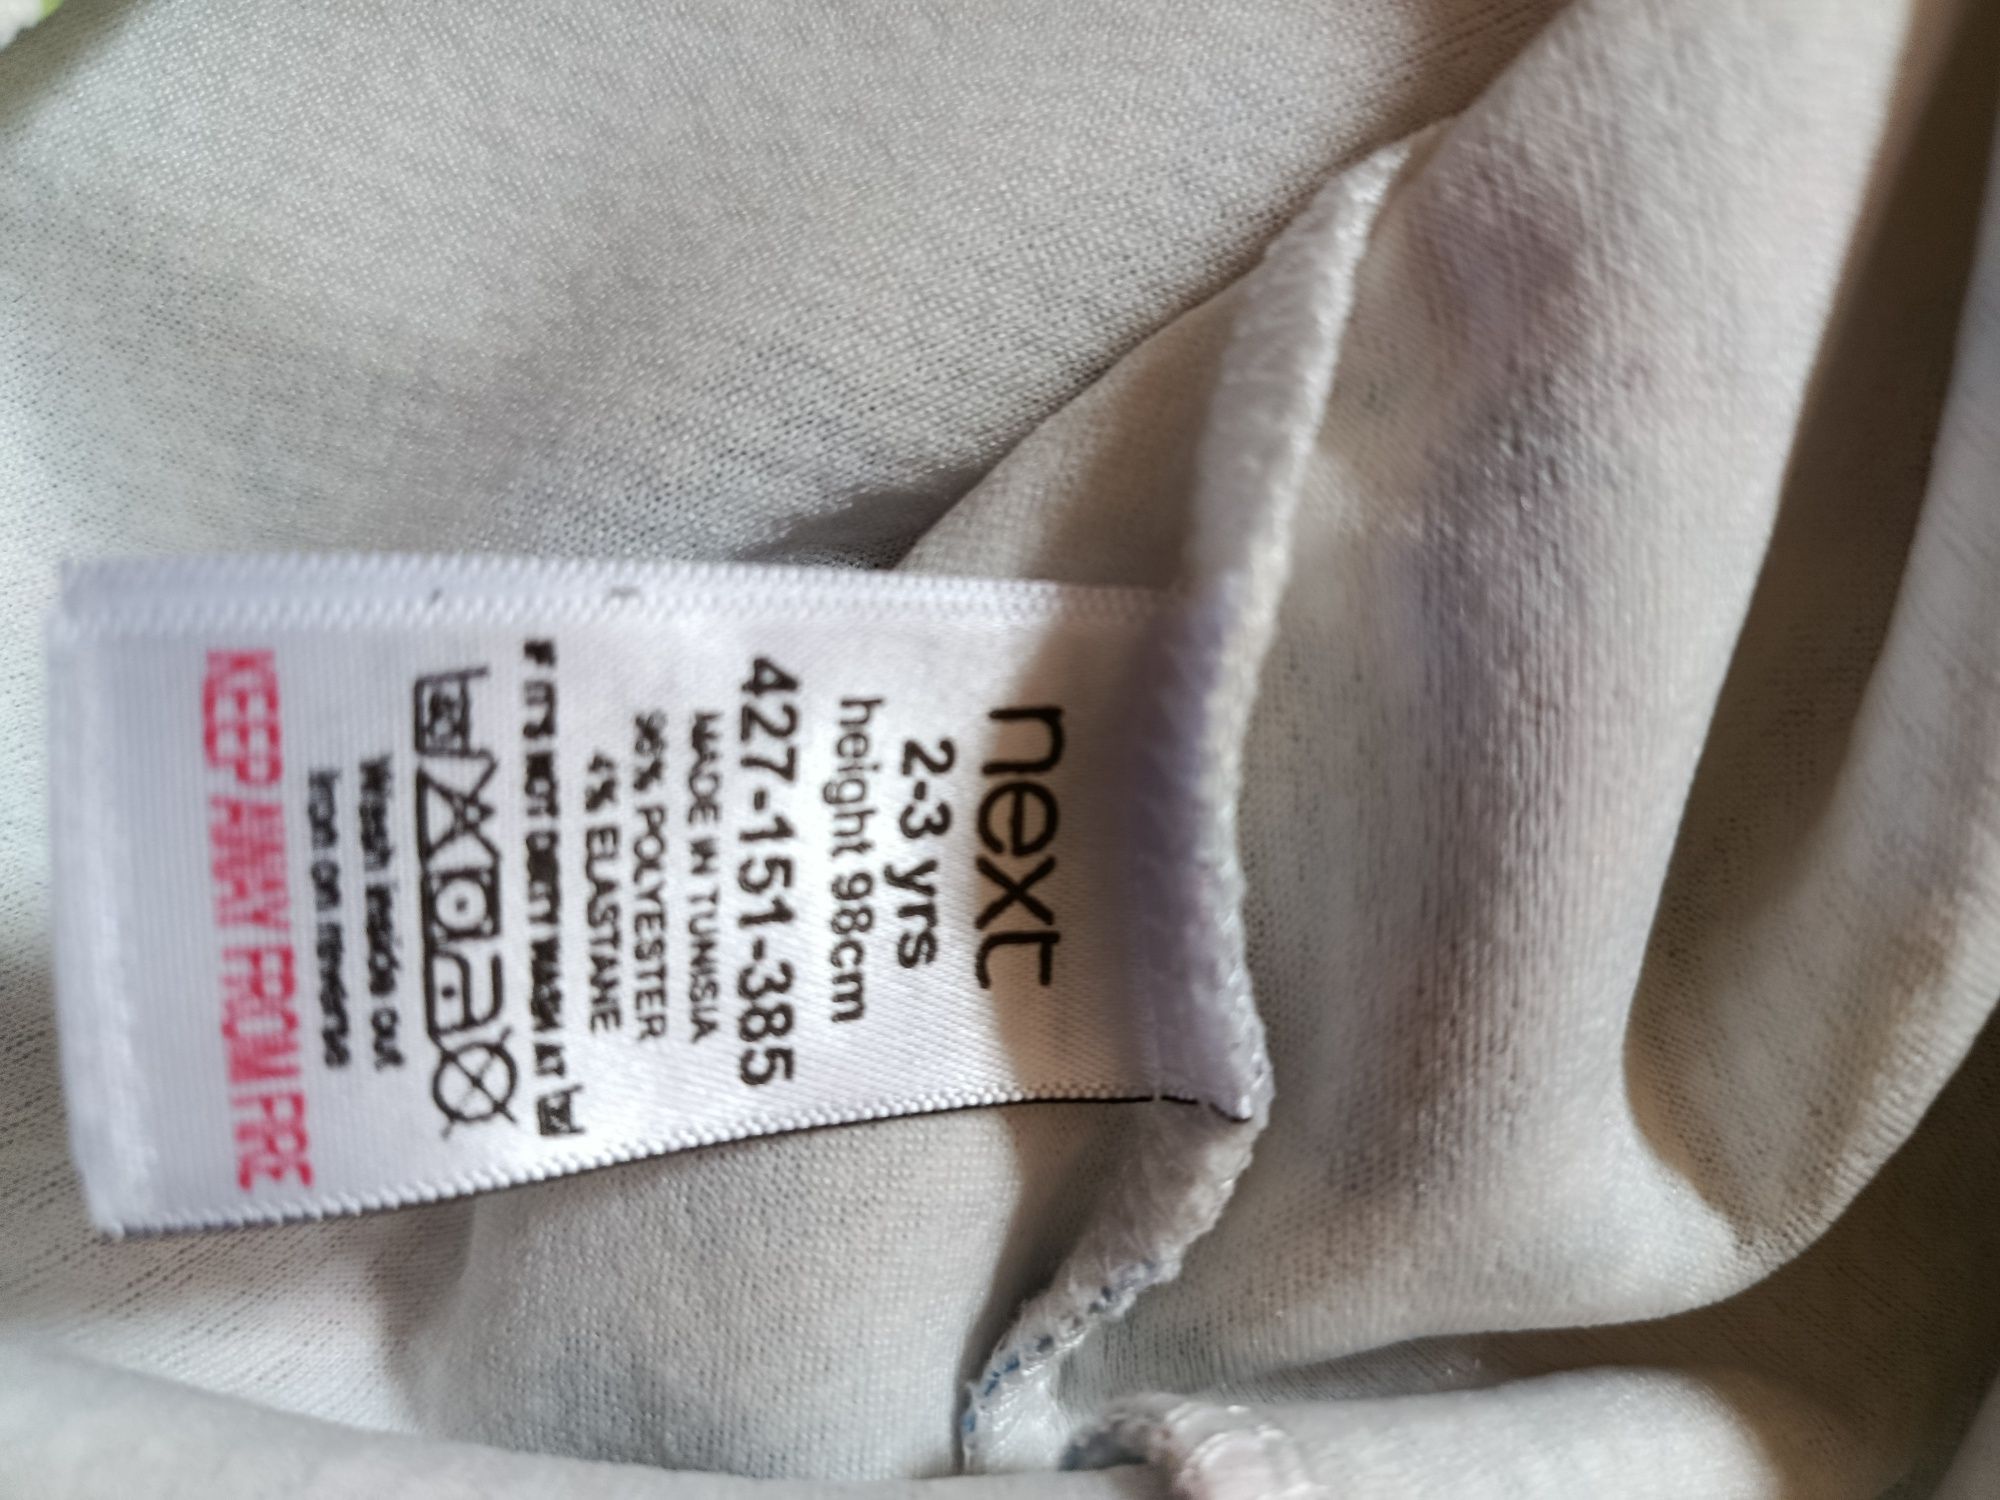 next
2-3 yrs
height 98cm
427-151-385
MADE IN TUNISIA
96% POLYESTER
4% ELASTANE
IF IT'S NOT DIRTY WASH AT
Wash inside out
Iron on reverse
KEEP AWAY FROM FIRE